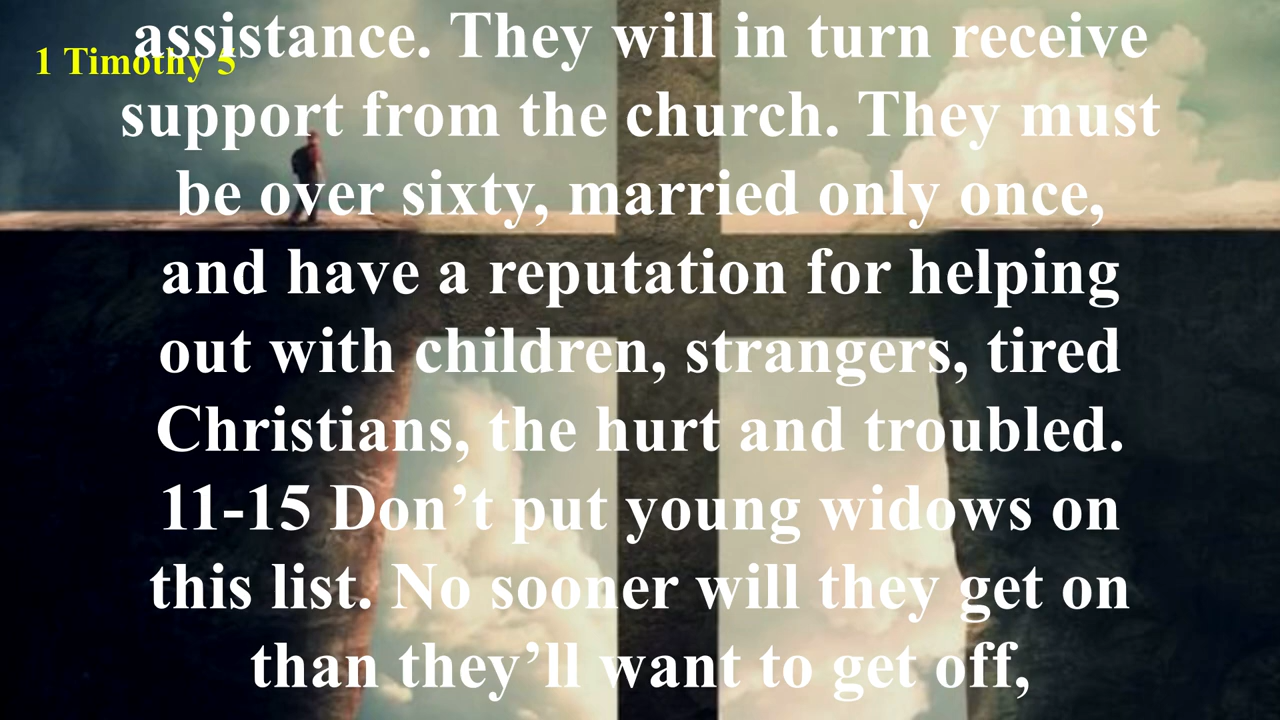 assistance. They will in turn receive
1 Timothy 5
support from the church. They must
be over sixty, married only once,
and have a reputation for helping
out with children, strangers, tired
Christians, the hurt and troubled.
11-15 Don’t put young widows on
this list. No sooner will they get on
than they’ll want to get off,